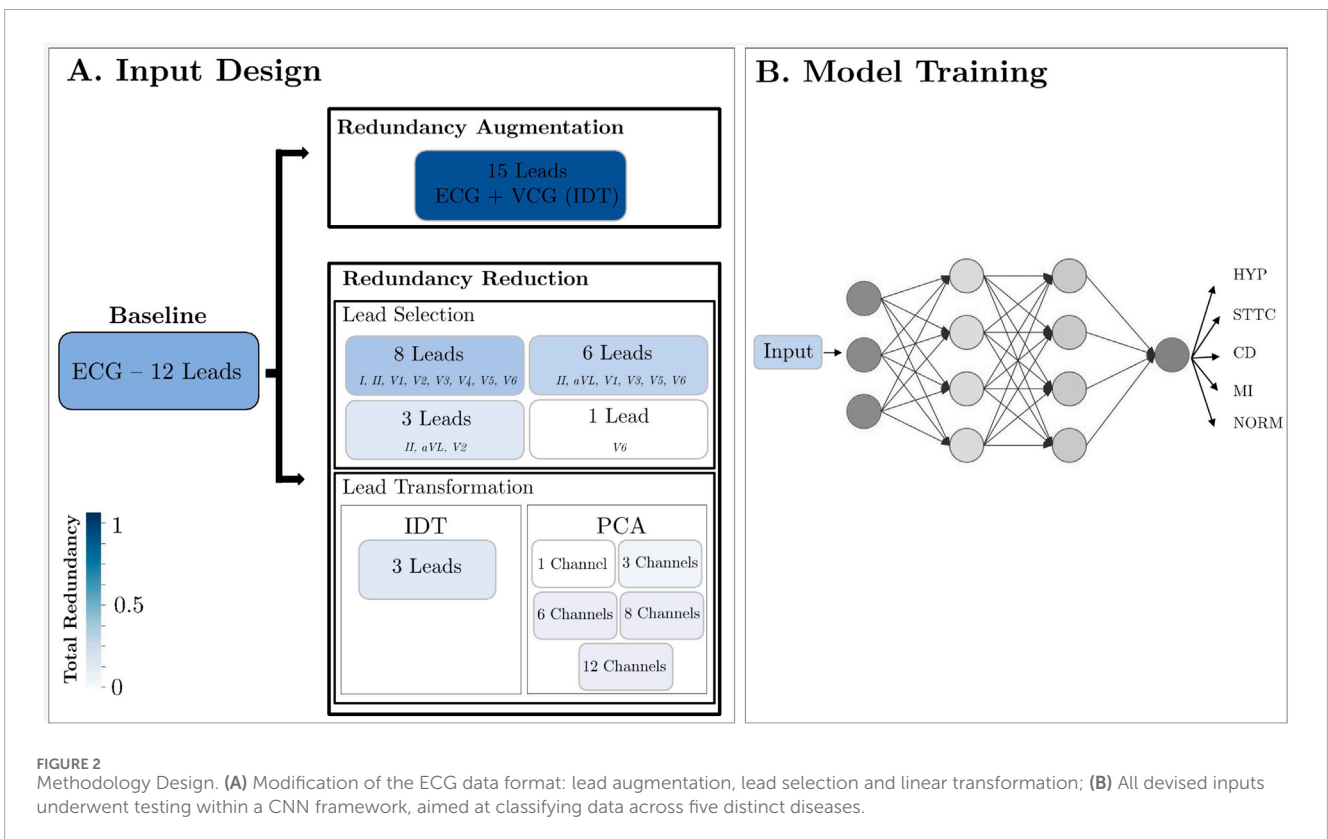 A. Input Design
Redundancy Augmentation
15 Leads
ECG + VCG (IDT)
Baseline
ECG – 12 Leads
Redundancy Reduction
Lead Selection
8 Leads
I, II, V1, V2, V3, V4, V5, V6
6 Leads
II, aVL, V1, V3, V5, V6
3 Leads
II, aVL, V2
1 Lead
V6
Lead Transformation
IDT
3 Leads
PCA
1 Channel
3 Channels
6 Channels
8 Channels
12 Channels
Total Redundancy
1
0.5
0
B. Model Training
Input
HYP
STTC
CD
MI
NORM
FIGURE 2
Methodology Design. (A) Modification of the ECG data format: lead augmentation, lead selection and linear transformation; (B) All devised inputs
underwent testing within a CNN framework, aimed at classifying data across five distinct diseases.